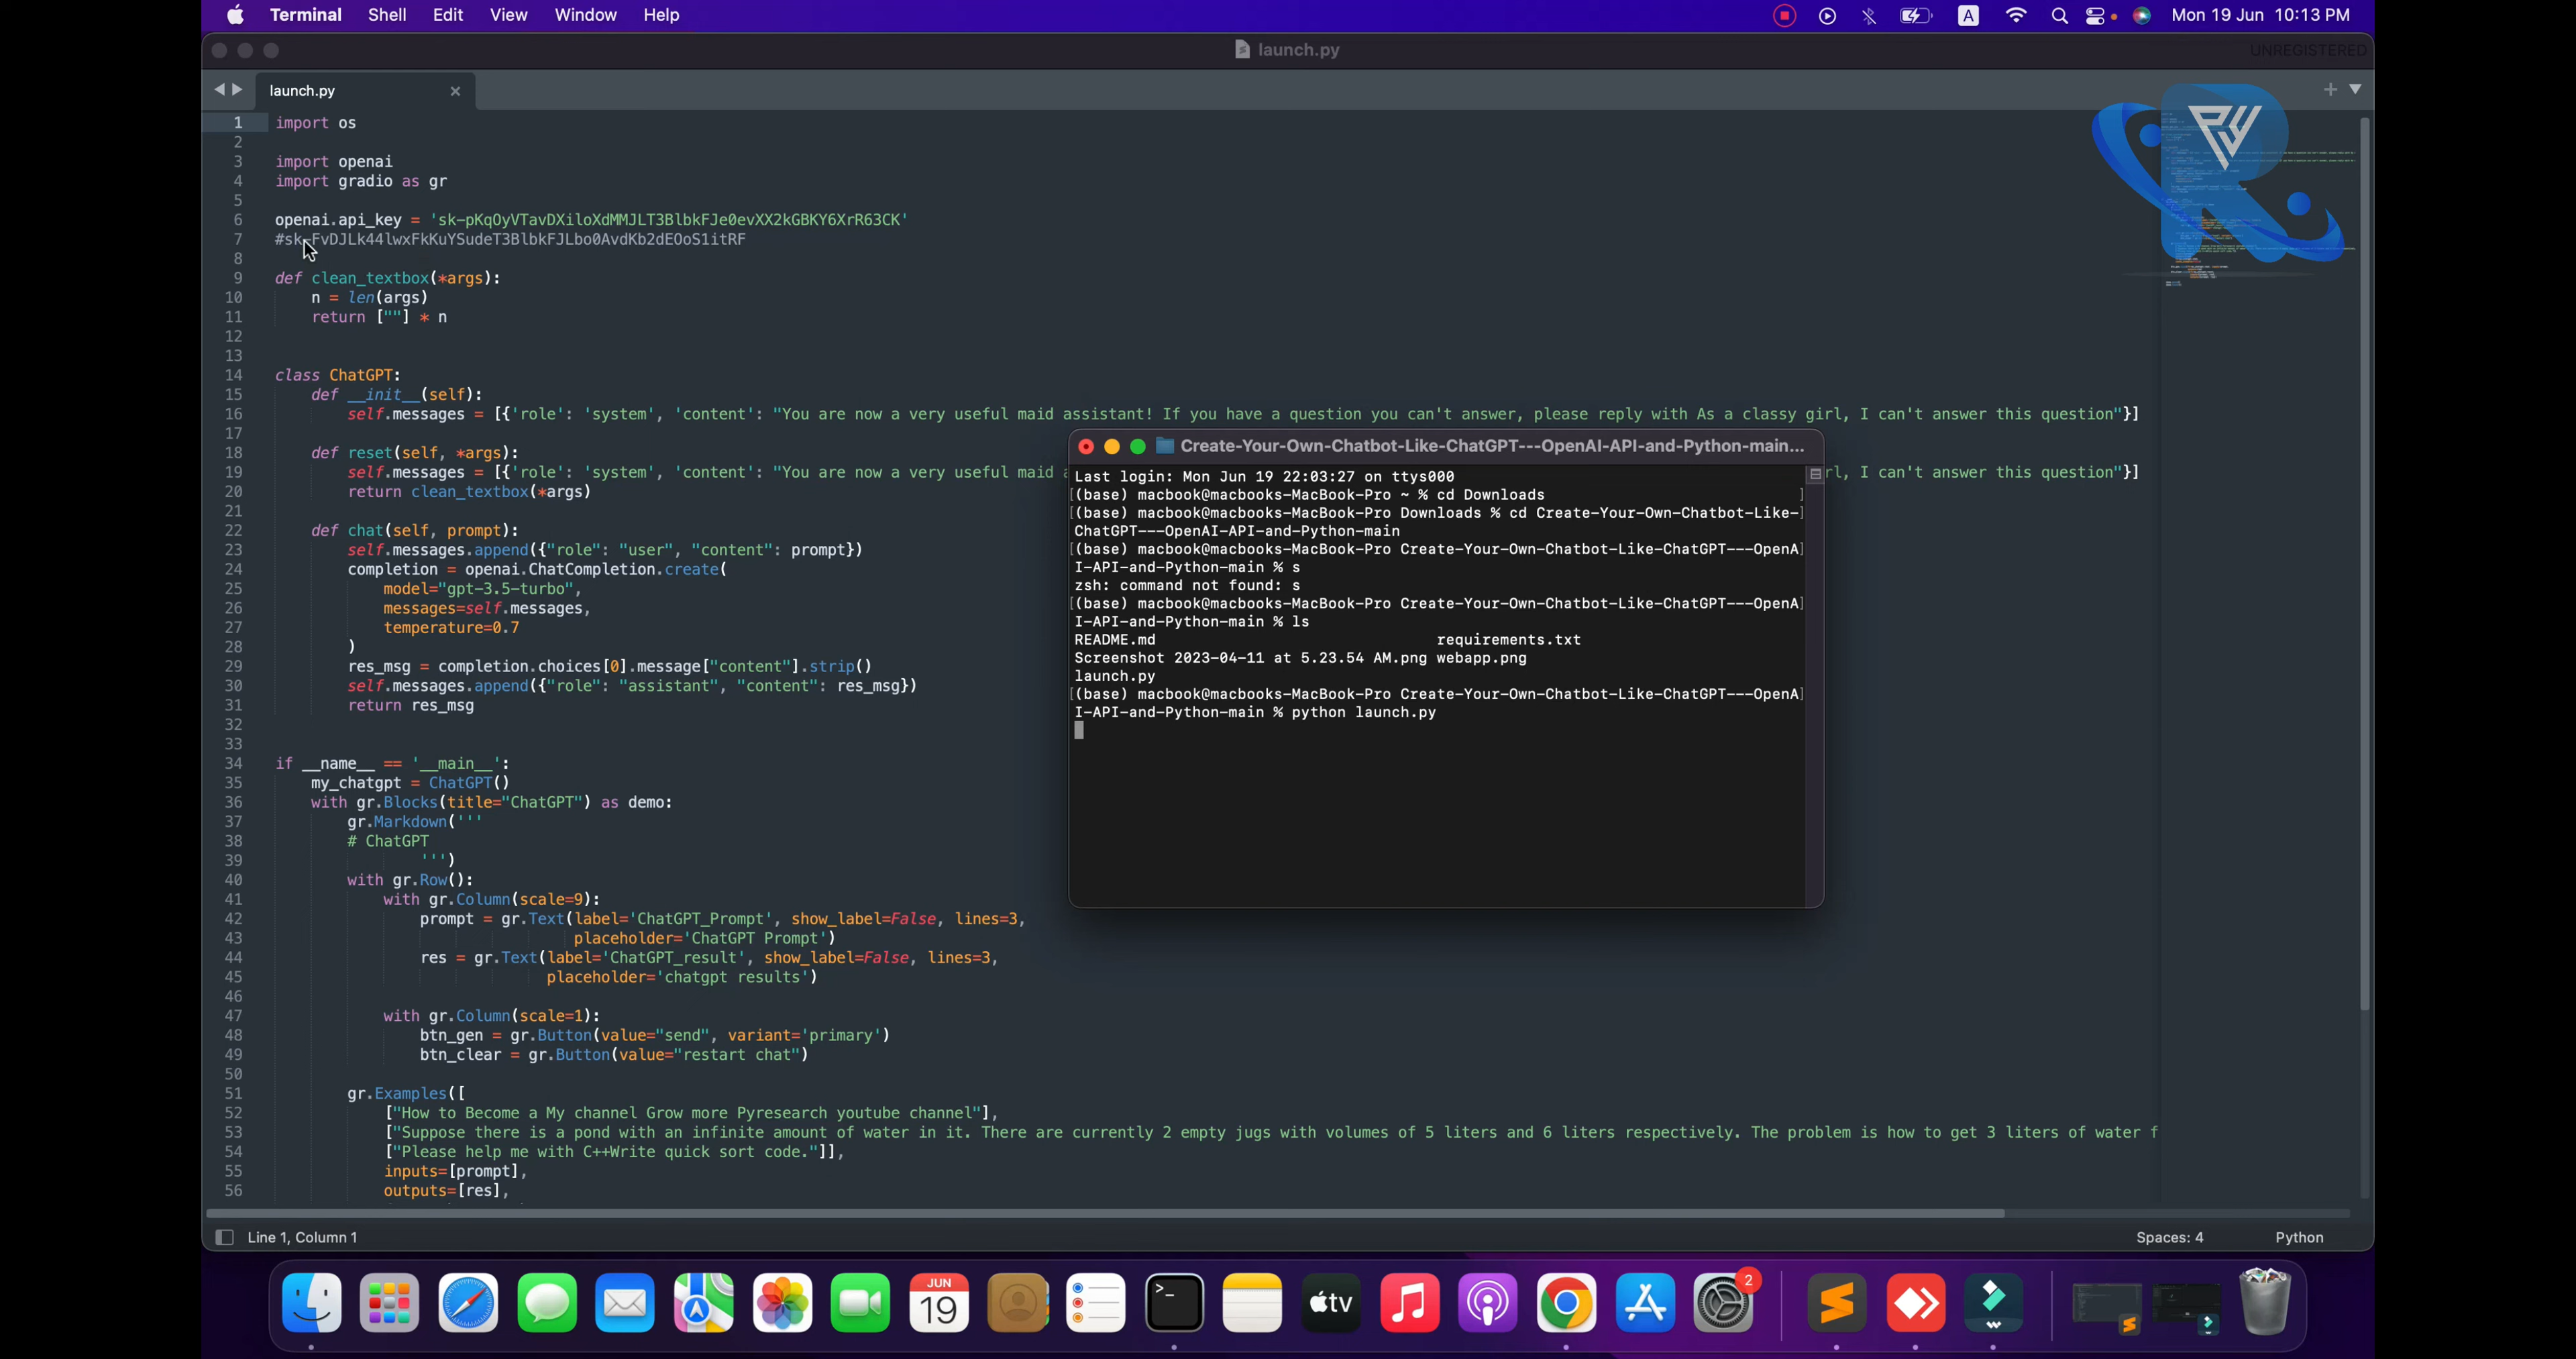 Terminal Shell Edit View Window Help
A Mon 19 Jun 10:13 PM
launch.py
UNREGISTERED
launch.py
1 import os
2
3 import openai
4 import gradio as gr
5
6 openai.api_key = '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'
7 #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
8
9 def clean_textbox(*args):
10 n = len(args)
11 return [""] * n
12
13
14 class ChatGPT:
15 def __init__(self):
16 self.messages = [{'role': 'system', 'content': "You are now a very useful maid assistant! If you have a question you can't answer, please reply with As a classy girl, I can't answer this question"}]
17
18 def reset(self, *args):
19 self.messages = [{'role': 'system', 'content': "You are now a very useful maid rl, I can't answer this question"}]
20 return clean_textbox(*args)
21
22 def chat(self, prompt):
23 self.messages.append({"role": "user", "content": prompt})
24 completion = openai.ChatCompletion.create(
25 model="gpt-3.5-turbo",
26 messages=self.messages,
27 temperature=0.7
28 )
29 res_msg = completion.choices[0].message["content"].strip()
30 self.messages.append({"role": "assistant", "content": res_msg})
31 return res_msg
32
33
34 if __name__ == '__main__':
35 my_chatgpt = ChatGPT()
36 with gr.Blocks(title="ChatGPT") as demo:
37 gr.Markdown('''
38 # ChatGPT
39 ''')
40 with gr.Row():
41 with gr.Column(scale=9):
42 prompt = gr.Text(label='ChatGPT_Prompt', show_label=False, lines=3,
43 placeholder='ChatGPT Prompt')
44 res = gr.Text(label='ChatGPT_result', show_label=False, lines=3,
45 placeholder='chatgpt results')
46
47 with gr.Column(scale=1):
48 btn_gen = gr.Button(value="send", variant='primary')
49 btn_clear = gr.Button(value="restart chat")
50
51 gr.Examples([
52 ["How to Become a My channel Grow more Pyresearch youtube channel"],
53 ["Suppose there is a pond with an infinite amount of water in it. There are currently 2 empty jugs with volumes of 5 liters and 6 liters respectively. The problem is how to get 3 liters of water f
54 ["Please help me with C++Write quick sort code."]],
55 inputs=[prompt],
56 outputs=[res],
Create-Your-Own-Chatbot-Like-ChatGPT---OpenAI-API-and-Python-main...
Last login: Mon Jun 19 22:03:27 on ttys000
[(base) macbook@macbooks-MacBook-Pro ~ % cd Downloads ]
[(base) macbook@macbooks-MacBook-Pro Downloads % cd Create-Your-Own-Chatbot-Like-]
ChatGPT---OpenAI-API-and-Python-main
[(base) macbook@macbooks-MacBook-Pro Create-Your-Own-Chatbot-Like-ChatGPT---OpenA]
I-API-and-Python-main % s
zsh: command not found: s
[(base) macbook@macbooks-MacBook-Pro Create-Your-Own-Chatbot-Like-ChatGPT---OpenA]
I-API-and-Python-main % ls
README.md requirements.txt
Screenshot 2023-04-11 at 5.23.54 AM.png webapp.png
launch.py
[(base) macbook@macbooks-MacBook-Pro Create-Your-Own-Chatbot-Like-ChatGPT---OpenA]
I-API-and-Python-main % python launch.py
Line 1, Column 1
Spaces: 4 Python
JUN
19
tv
2